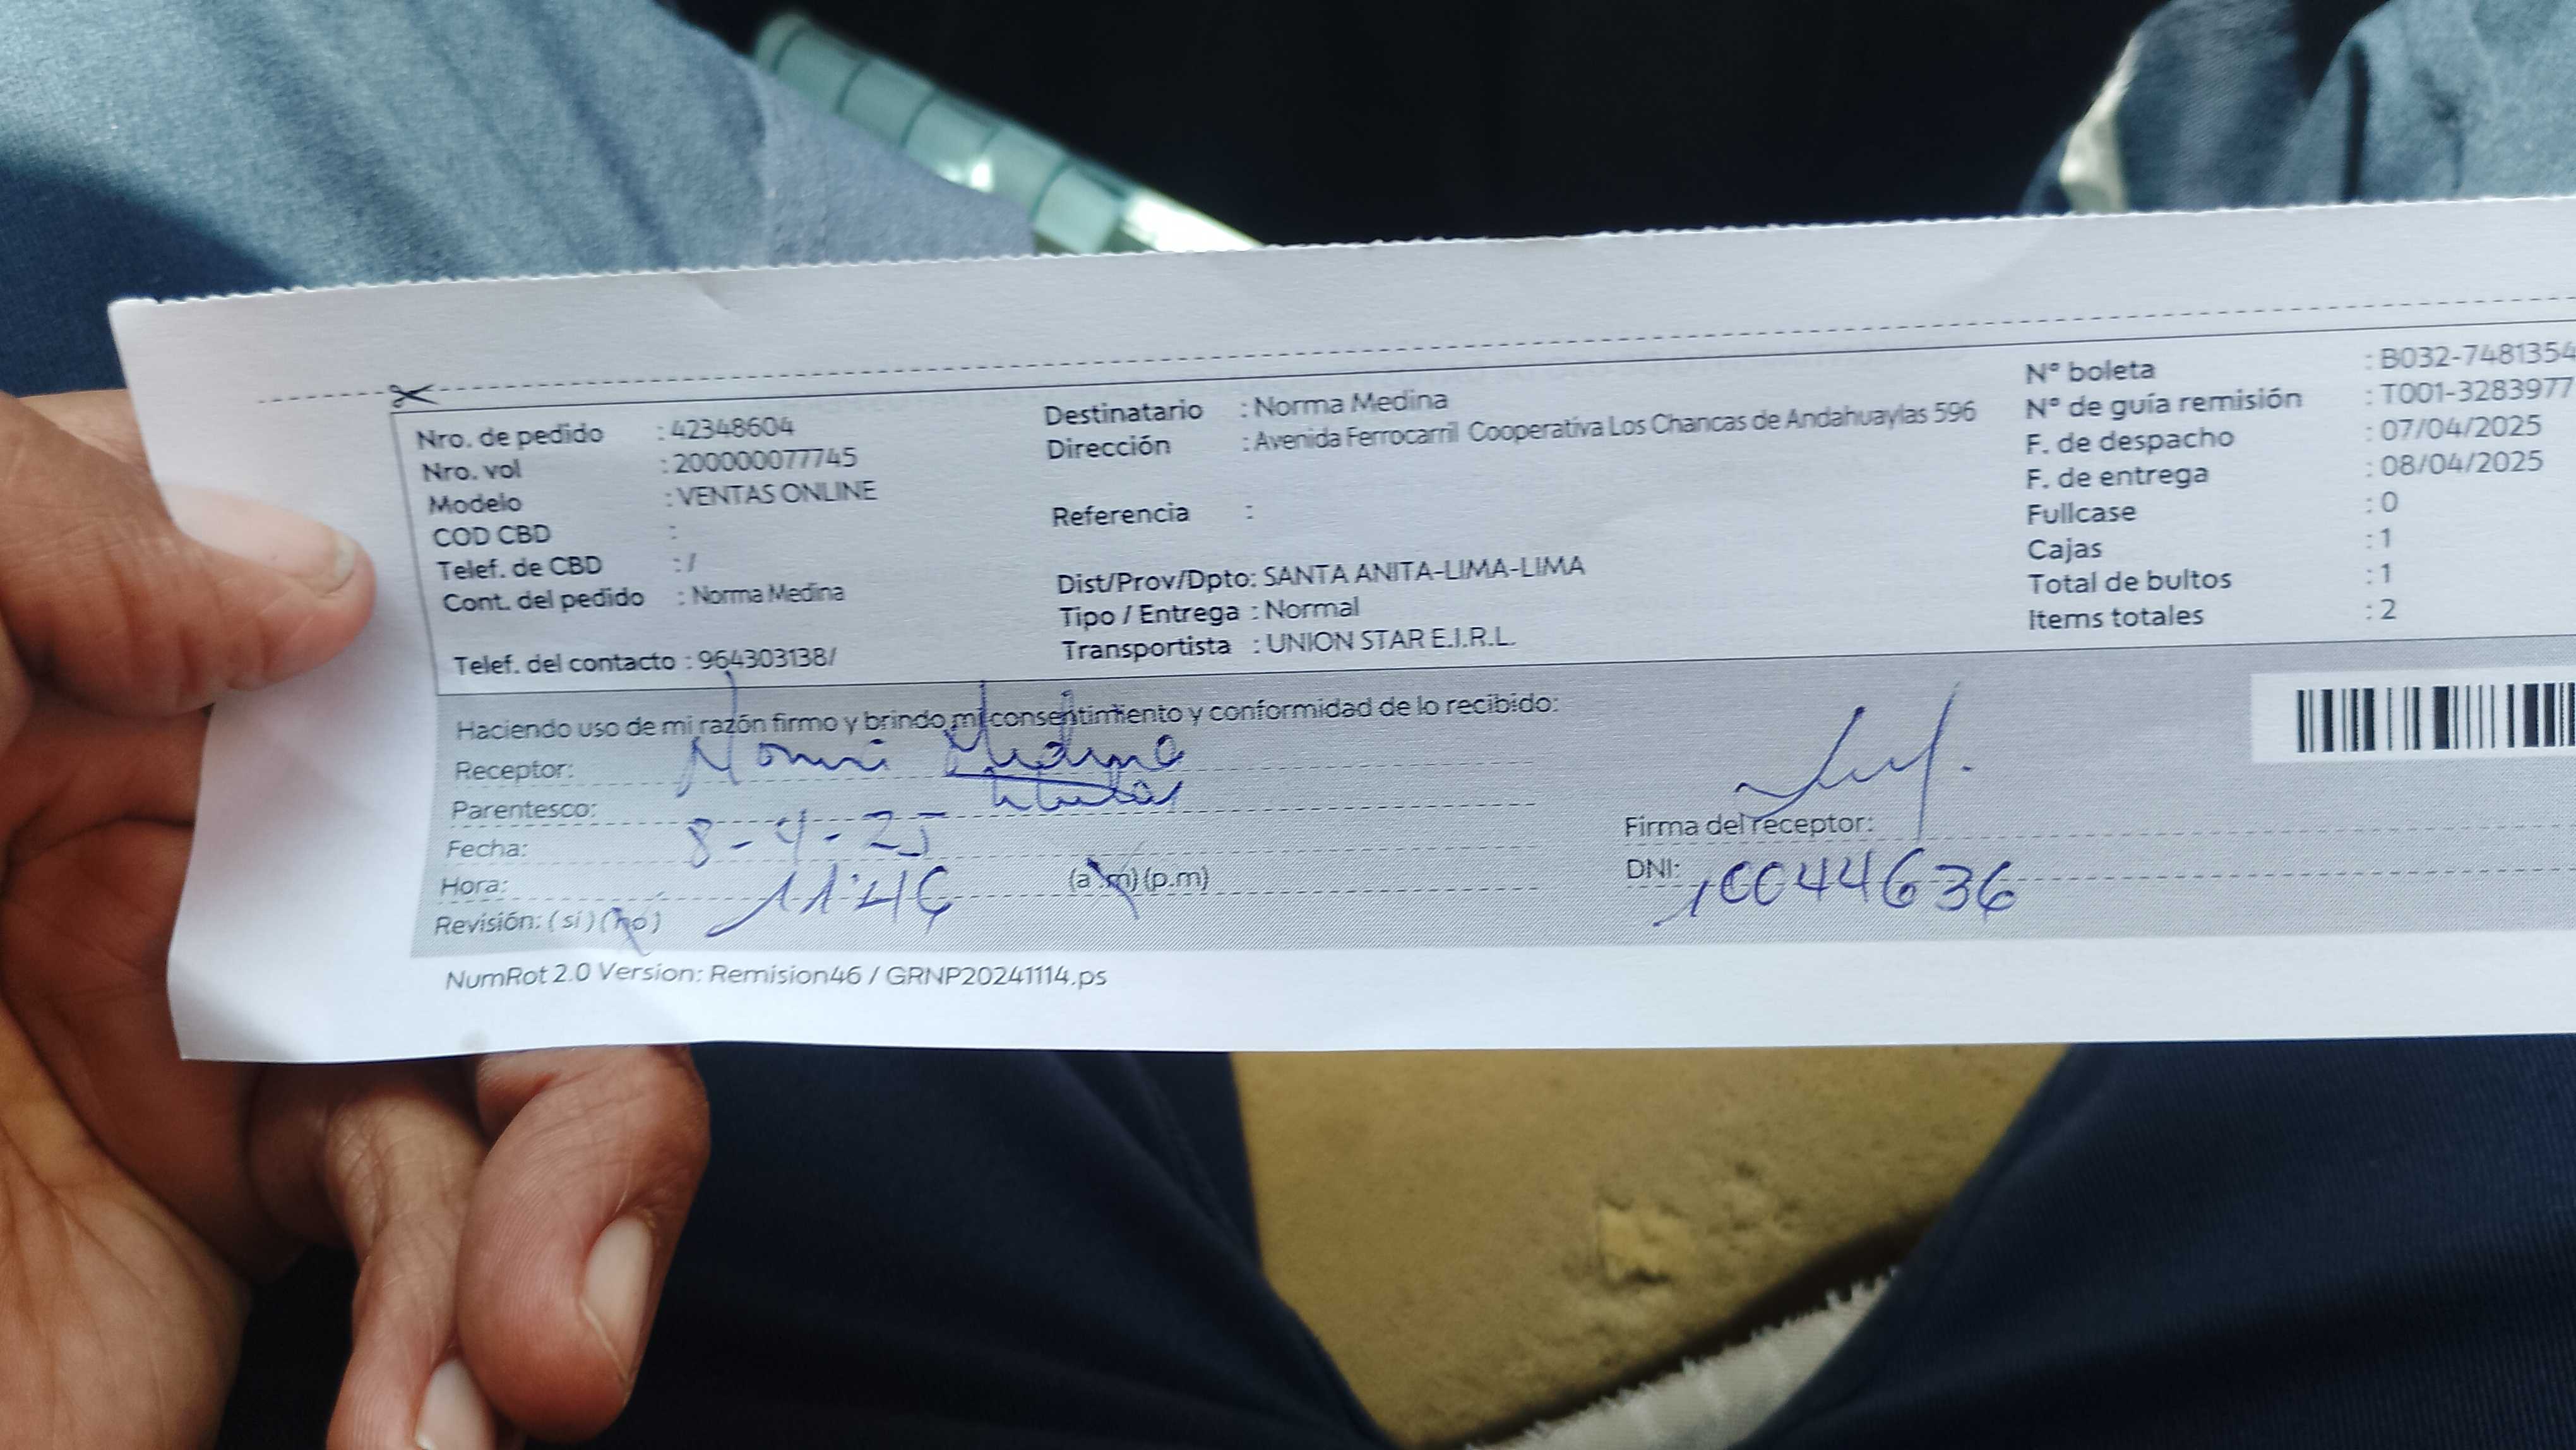 Nro. de pedido : 42348604
Nro. vol : 200000077745
Modelo : VENTAS ONLINE
COD CBD :
Telef. de CBD : /
Cont. del pedido : Norma Medina
Telef. del contacto : 964303138/
Destinatario : Norma Medina
Dirección : Avenida Ferrocarril Cooperativa Los Chancas de Andahuaylas 596
Referencia :
Dist/Prov/Dpto: SANTA ANITA-LIMA-LIMA
Tipo / Entrega : Normal
Transportista : UNION STAR E.I.R.L.
N° boleta : B032-7481354
N° de guía remisión : T001-3283977
F. de despacho : 07/04/2025
F. de entrega : 08/04/2025
Fullcase : 0
Cajas : 1
Total de bultos : 1
Items totales : 2
Haciendo uso de mi razón firmo y brindo mi consentimiento y conformidad de lo recibido:
Receptor: Norma Medina
Parentesco: titular
Fecha: 8-4-25
Hora: (a.m) (p.m)
Revisión: (si) (no)
Firma del receptor:
DNI: 10044636
NumRot 2.0 Version: Remision46 / GRNP20241114.ps